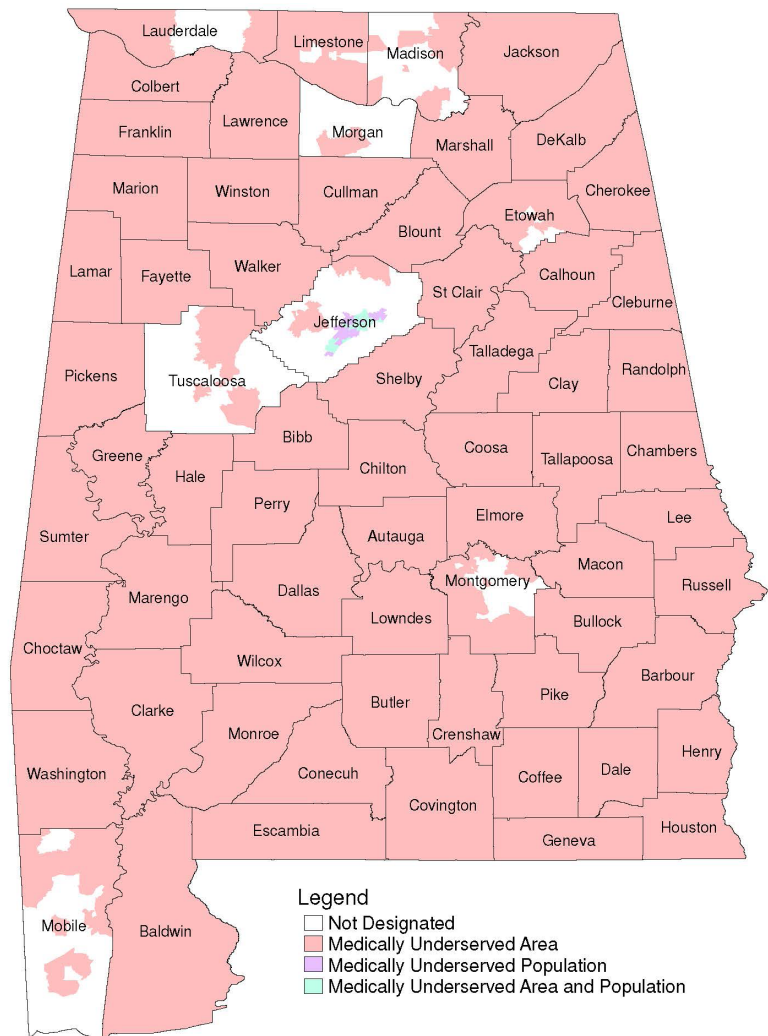 Lauderdale
Limestone
Madison
Jackson
Colbert
Franklin
Lawrence
Morgan
Marshall
DeKalb
Marion
Winston
Cullman
Cherokee
Etowah
Blount
Lamar
Fayette
Walker
St Clair
Calhoun
Cleburne
Jefferson
Talladega
Pickens
Tuscaloosa
Shelby
Clay
Randolph
Greene
Hale
Bibb
Chilton
Coosa
Tallapoosa
Chambers
Perry
Elmore
Lee
Sumter
Autauga
Macon
Russell
Marengo
Dallas
Montgomery
Lowndes
Bullock
Choctaw
Wilcox
Barbour
Clarke
Butler
Pike
Monroe
Crenshaw
Henry
Washington
Conecuh
Coffee
Dale
Covington
Escambia
Geneva
Houston
Mobile
Baldwin
Legend
Not Designated
Medically Underserved Area
Medically Underserved Population
Medically Underserved Area and Population